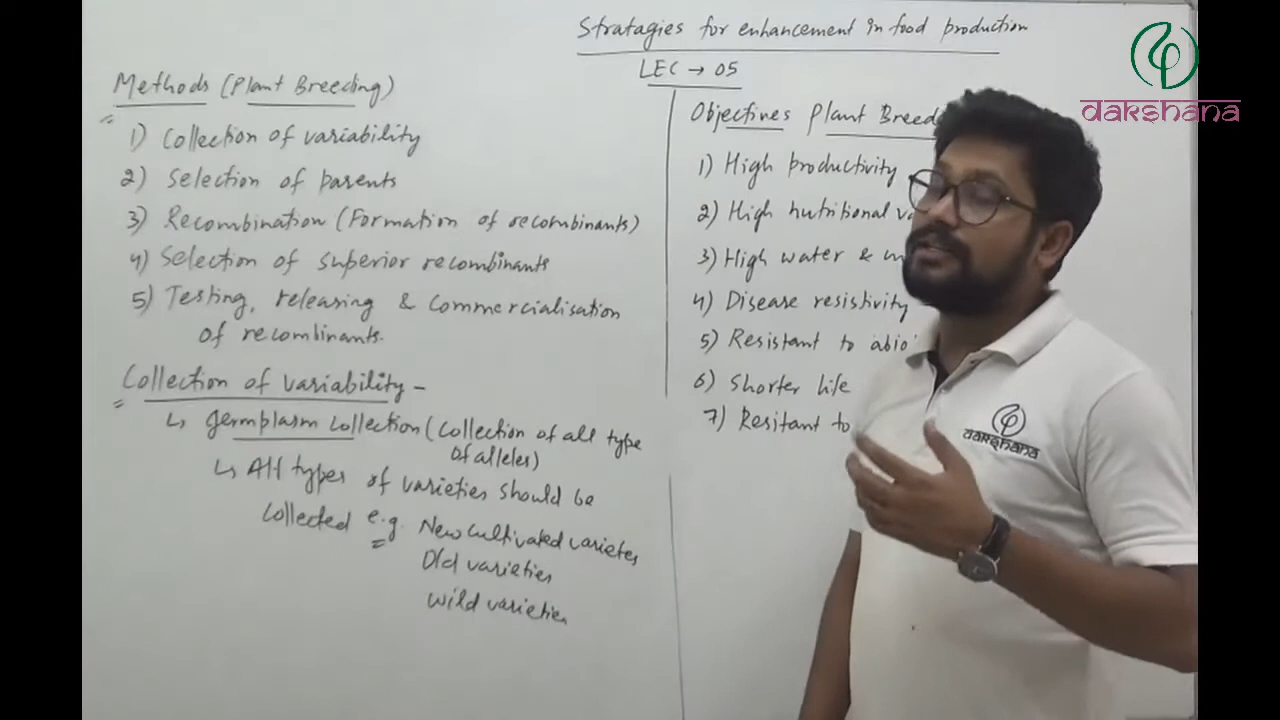 Stratagies for enhancement in food production
LEC → 05
dakshana
Methods (Plant Breeding)
1) Collection of variability
2) Selection of parents
3) Recombination (Formation of recombinants)
4) Selection of superior recombinants
5) Testing, releasing & Commercialisation
of recombinants.
Collection of variability -
↳ germplasm collection (Collection of all type
of alleles)
↳ All types of varieties should be
collected e.g. New cultivated varietes
Old varieties
wild varieties
Objectives Plant Breed
1) High productivity
2) High nutritional
3) High water &
4) Disease resistivity
5) Resistant to
6) Shorter life
7) Resitant to
dakshana